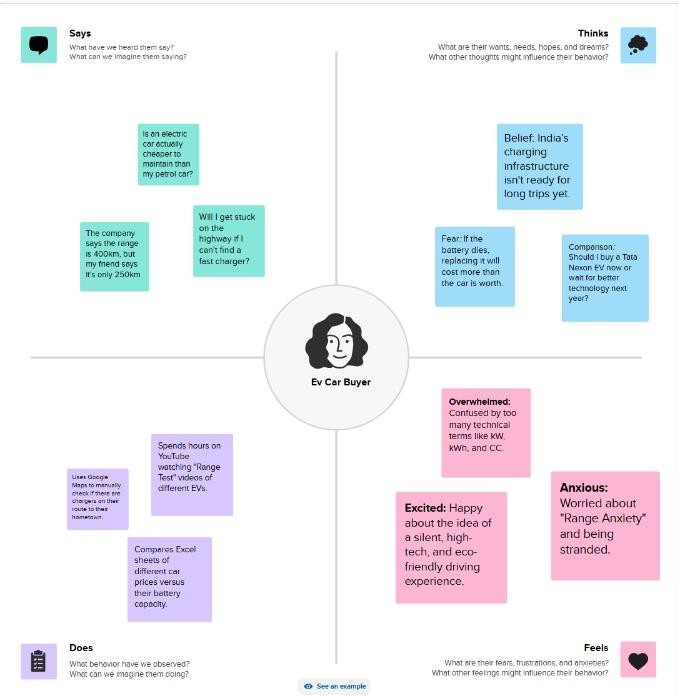 Says
What have we heard them say?
What can we imagine them saying?
Thinks
What are their wants, needs, hopes, and dreams?
What other thoughts might influence their behavior?
Is an electric
car actually
cheaper to
maintain than
my petrol car?
The company
says the range
is 400km, but
my friend says
it's only 250km
Will I get stuck
on the
highway if I
can't find a
fast charger?
Belief: India's
charging
infrastructure
isn't ready for
long trips yet.
Fear: If the
battery dies,
replacing it will
cost more than
the car is worth.
Comparison:
Should I buy a Tata
Nexon EV now or
wait for better
technology next
year?
Ev Car Buyer
Uses Google
Maps to manually
check if there are
chargers on their
route to their
hometown.
Spends hours on
YouTube
watching "Range
Test" videos of
different EVs.
Compares Excel
sheets of
different car
prices versus
their battery
capacity.
Overwhelmed:
Confused by too
many technical
terms like kW,
kWh, and CC.
Excited: Happy
about the idea of
a silent, high-
tech, and eco-
friendly driving
experience.
Anxious:
Worried about
"Range Anxiety"
and being
stranded.
Does
What behavior have we observed?
What can we imagine them doing?
Feels
What are their fears, frustrations, and anxieties?
What other feelings might influence their behavior?
See an example